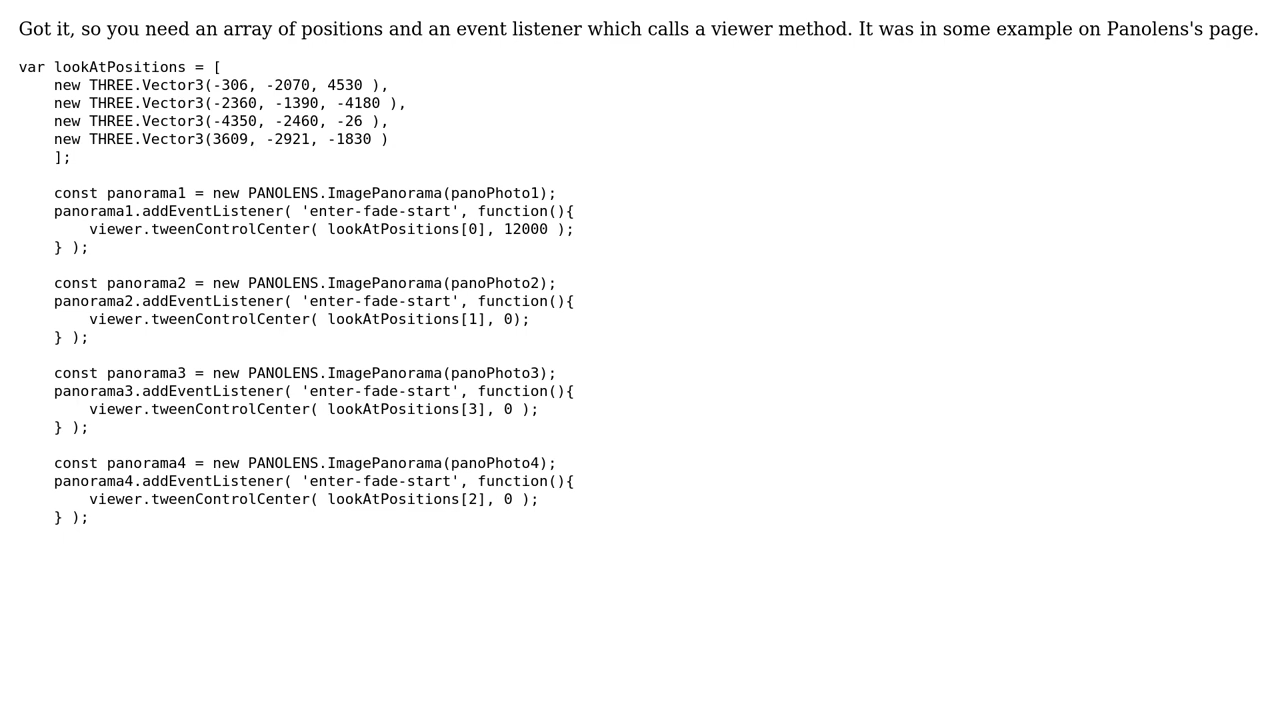 Got it, so you need an array of positions and an event listener which calls a viewer method. It was in some example on Panolens's page.
var lookAtPositions = [
    new THREE.Vector3(-306, -2070, 4530 ),
    new THREE.Vector3(-2360, -1390, -4180 ),
    new THREE.Vector3(-4350, -2460, -26 ),
    new THREE.Vector3(3609, -2921, -1830 )
    ];

    const panorama1 = new PANOLENS.ImagePanorama(panoPhoto1);
    panorama1.addEventListener( 'enter-fade-start', function(){
        viewer.tweenControlCenter( lookAtPositions[0], 12000 );
    } );

    const panorama2 = new PANOLENS.ImagePanorama(panoPhoto2);
    panorama2.addEventListener( 'enter-fade-start', function(){
        viewer.tweenControlCenter( lookAtPositions[1], 0);
    } );

    const panorama3 = new PANOLENS.ImagePanorama(panoPhoto3);
    panorama3.addEventListener( 'enter-fade-start', function(){
        viewer.tweenControlCenter( lookAtPositions[3], 0 );
    } );

    const panorama4 = new PANOLENS.ImagePanorama(panoPhoto4);
    panorama4.addEventListener( 'enter-fade-start', function(){
        viewer.tweenControlCenter( lookAtPositions[2], 0 );
    } );